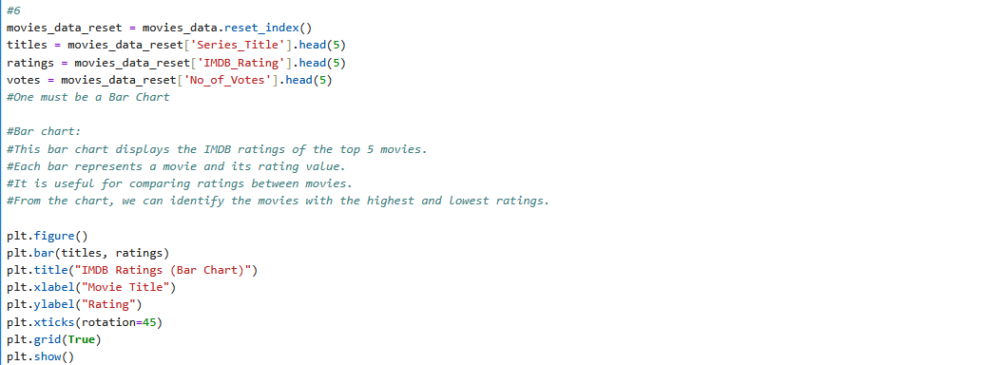 #6
movies_data_reset = movies_data.reset_index()
titles = movies_data_reset['Series_Title'].head(5)
ratings = movies_data_reset['IMDB_Rating'].head(5)
votes = movies_data_reset['No_of_Votes'].head(5)
#One must be a Bar Chart
#Bar chart:
#This bar chart displays the IMDB ratings of the top 5 movies.
#Each bar represents a movie and its rating value.
#It is useful for comparing ratings between movies.
#From the chart, we can identify the movies with the highest and lowest ratings.
plt.figure()
plt.bar(titles, ratings)
plt.title("IMDB Ratings (Bar Chart)")
plt.xlabel("Movie Title")
plt.ylabel("Rating")
plt.xticks(rotation=45)
plt.grid(True)
plt.show()